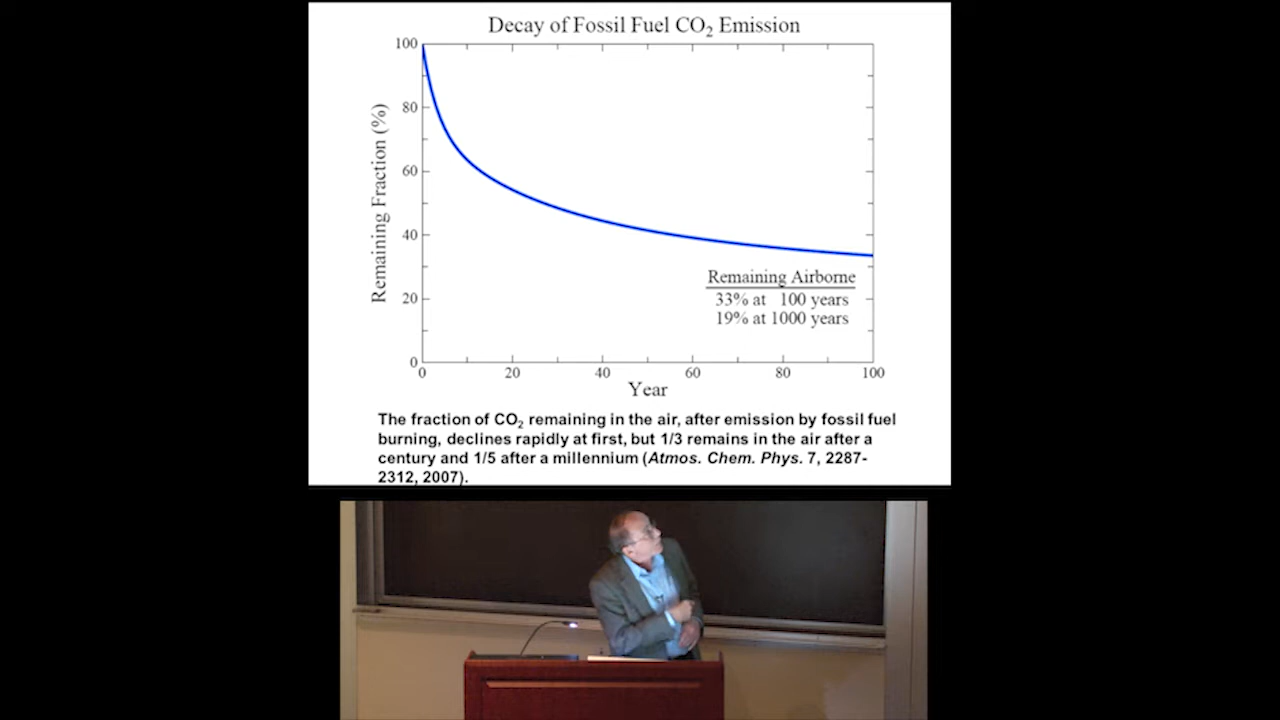 Decay of Fossil Fuel CO₂ Emission
100
80
60
40
20
0
Remaining Fraction (%)
Remaining Airborne
33% at 100 years
19% at 1000 years
0 20 40 60 80 100
Year
The fraction of CO₂ remaining in the air, after emission by fossil fuel
burning, declines rapidly at first, but 1/3 remains in the air after a
century and 1/5 after a millennium (Atmos. Chem. Phys. 7, 2287-
2312, 2007).